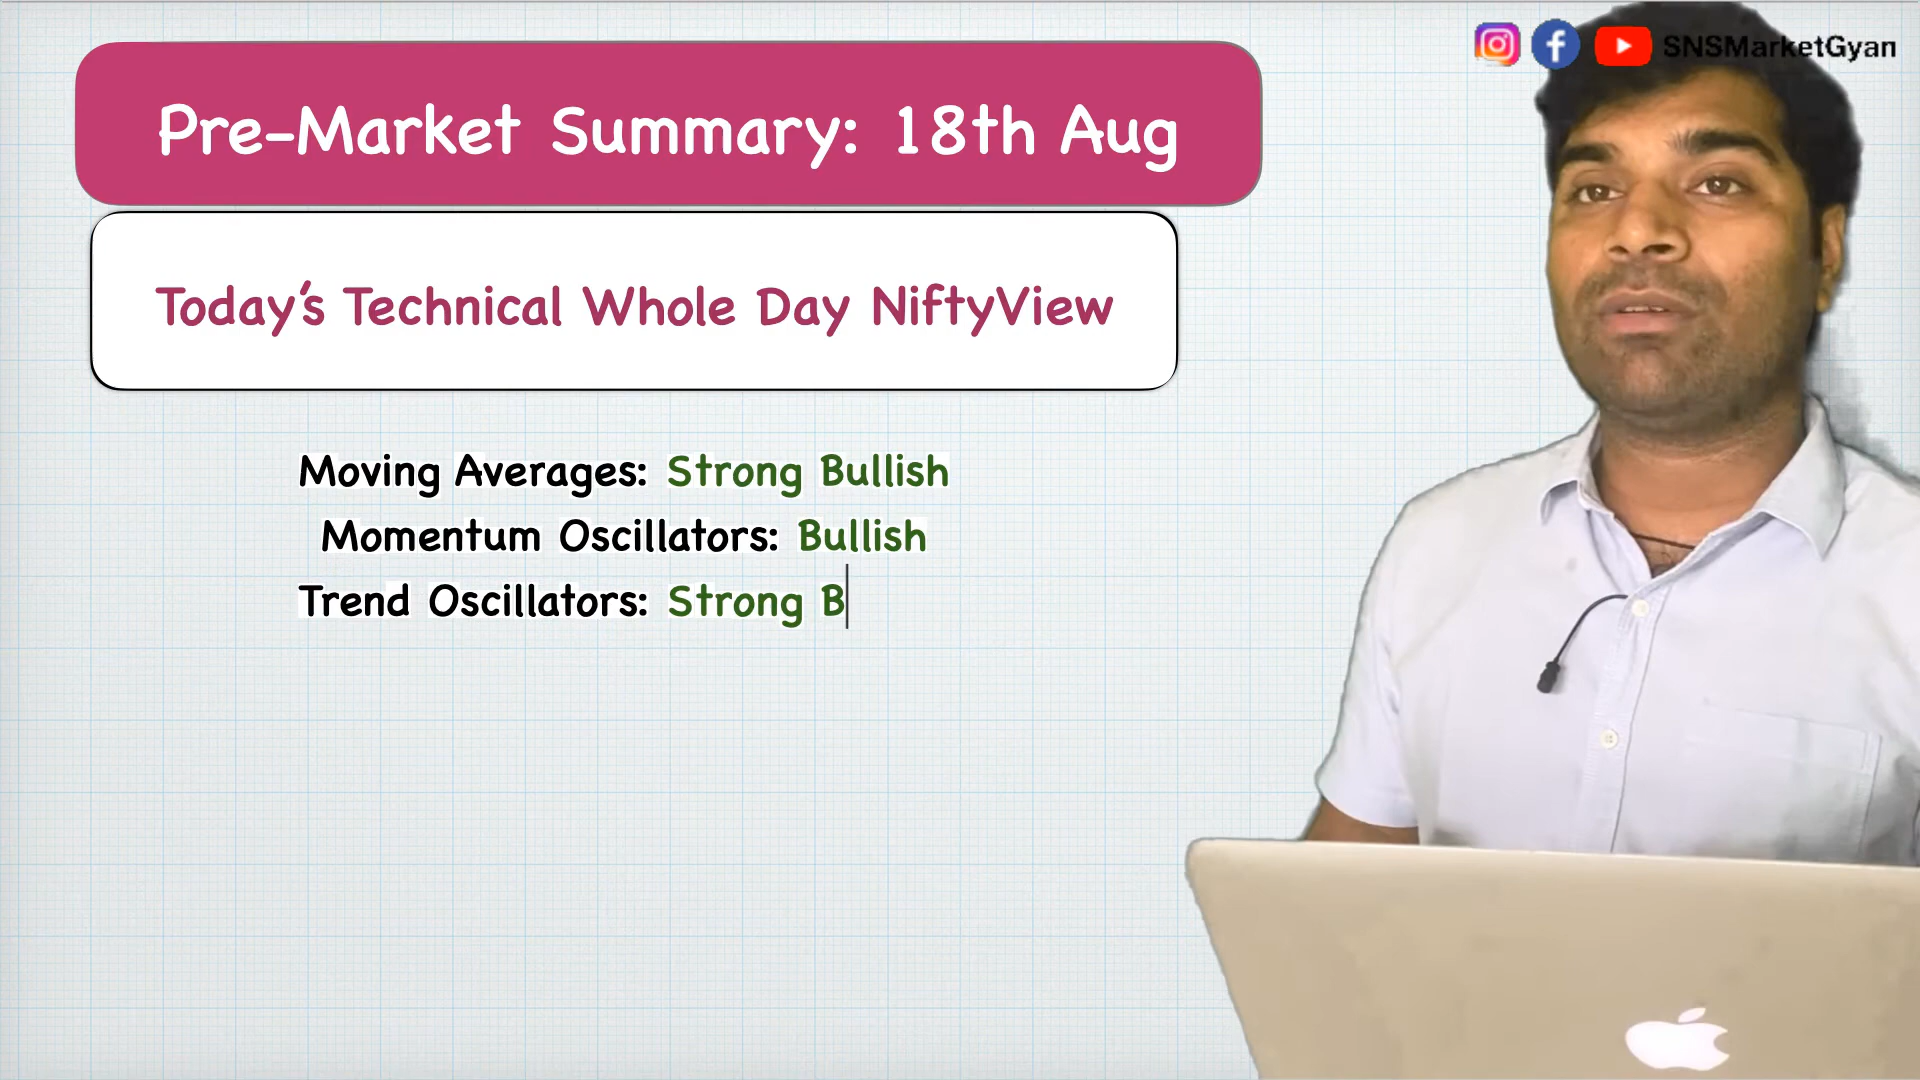 SNSMarketGyan
Pre-Market Summary: 18th Aug
Today's Technical Whole Day NiftyView
Moving Averages: Strong Bullish
Momentum Oscillators: Bullish
Trend Oscillators: Strong B